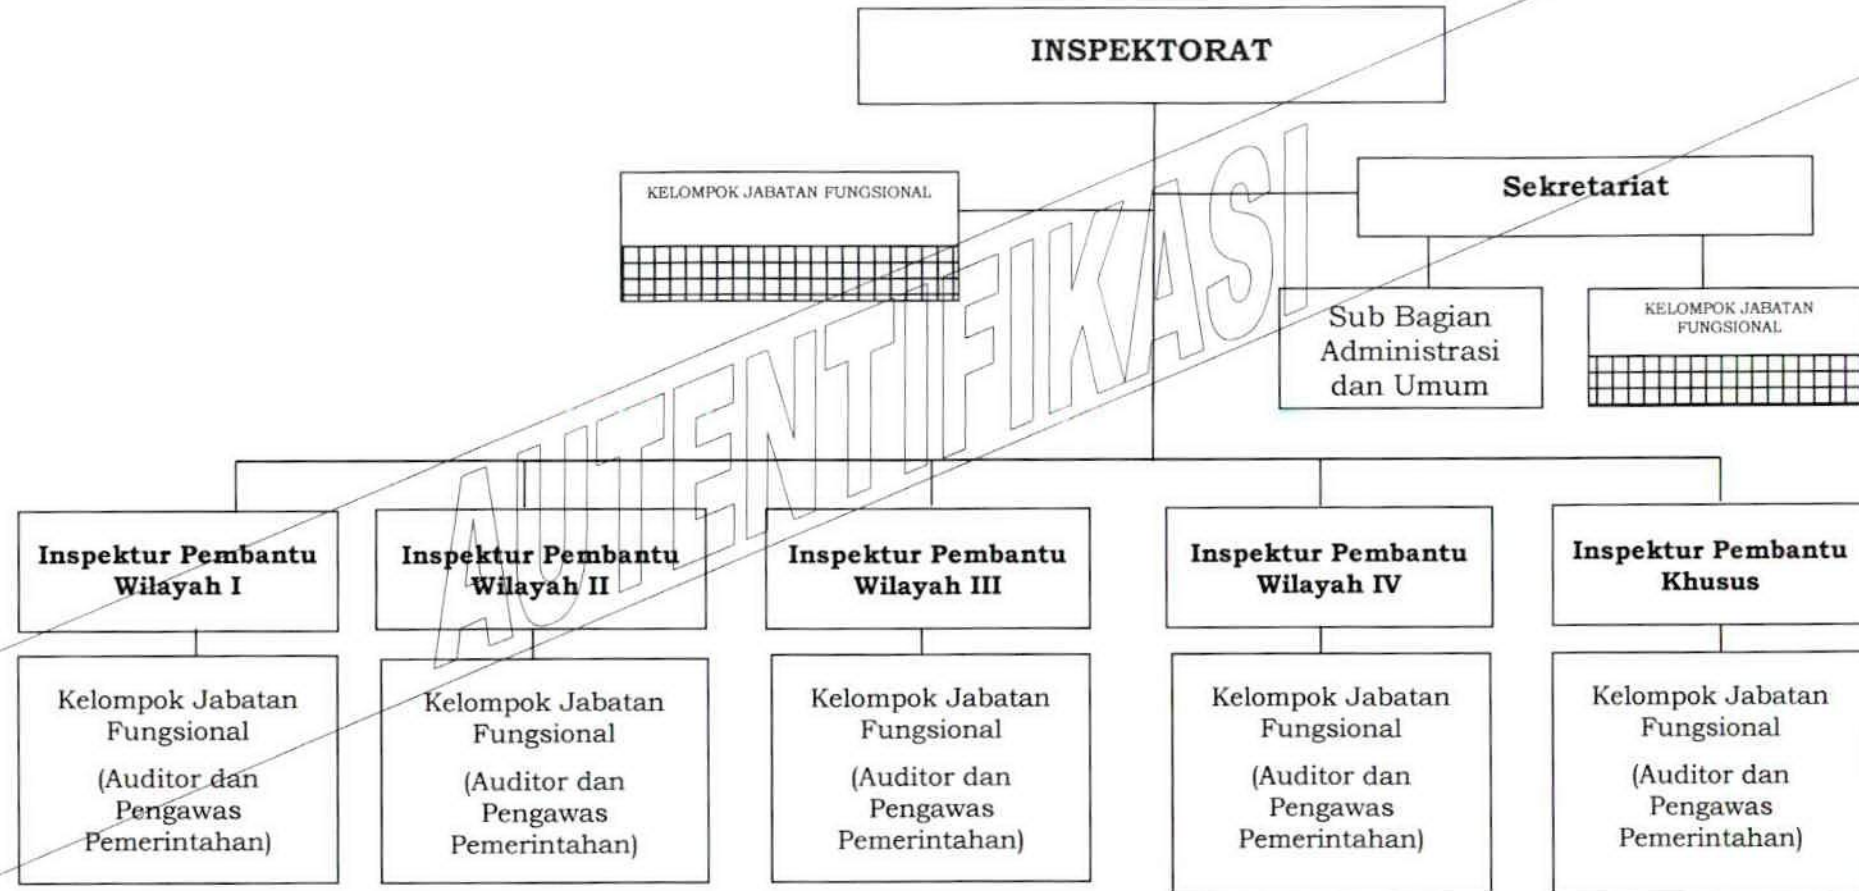 INSPEKTORAT
KELOMPOK JABATAN FUNGSIONAL
Sekretariat
Sub Bagian
Administrasi
dan Umum
KELOMPOK JABATAN
FUNGSIONAL
AUTENTIFIKASI
Inspektur Pembantu
Wilayah I
Inspektur Pembantu
Wilayah II
Inspektur Pembantu
Wilayah III
Inspektur Pembantu
Wilayah IV
Inspektur Pembantu
Khusus
Kelompok Jabatan
Fungsional
(Auditor dan
Pengawas
Pemerintahan)
Kelompok Jabatan
Fungsional
(Auditor dan
Pengawas
Pemerintahan)
Kelompok Jabatan
Fungsional
(Auditor dan
Pengawas
Pemerintahan)
Kelompok Jabatan
Fungsional
(Auditor dan
Pengawas
Pemerintahan)
Kelompok Jabatan
Fungsional
(Auditor dan
Pengawas
Pemerintahan)